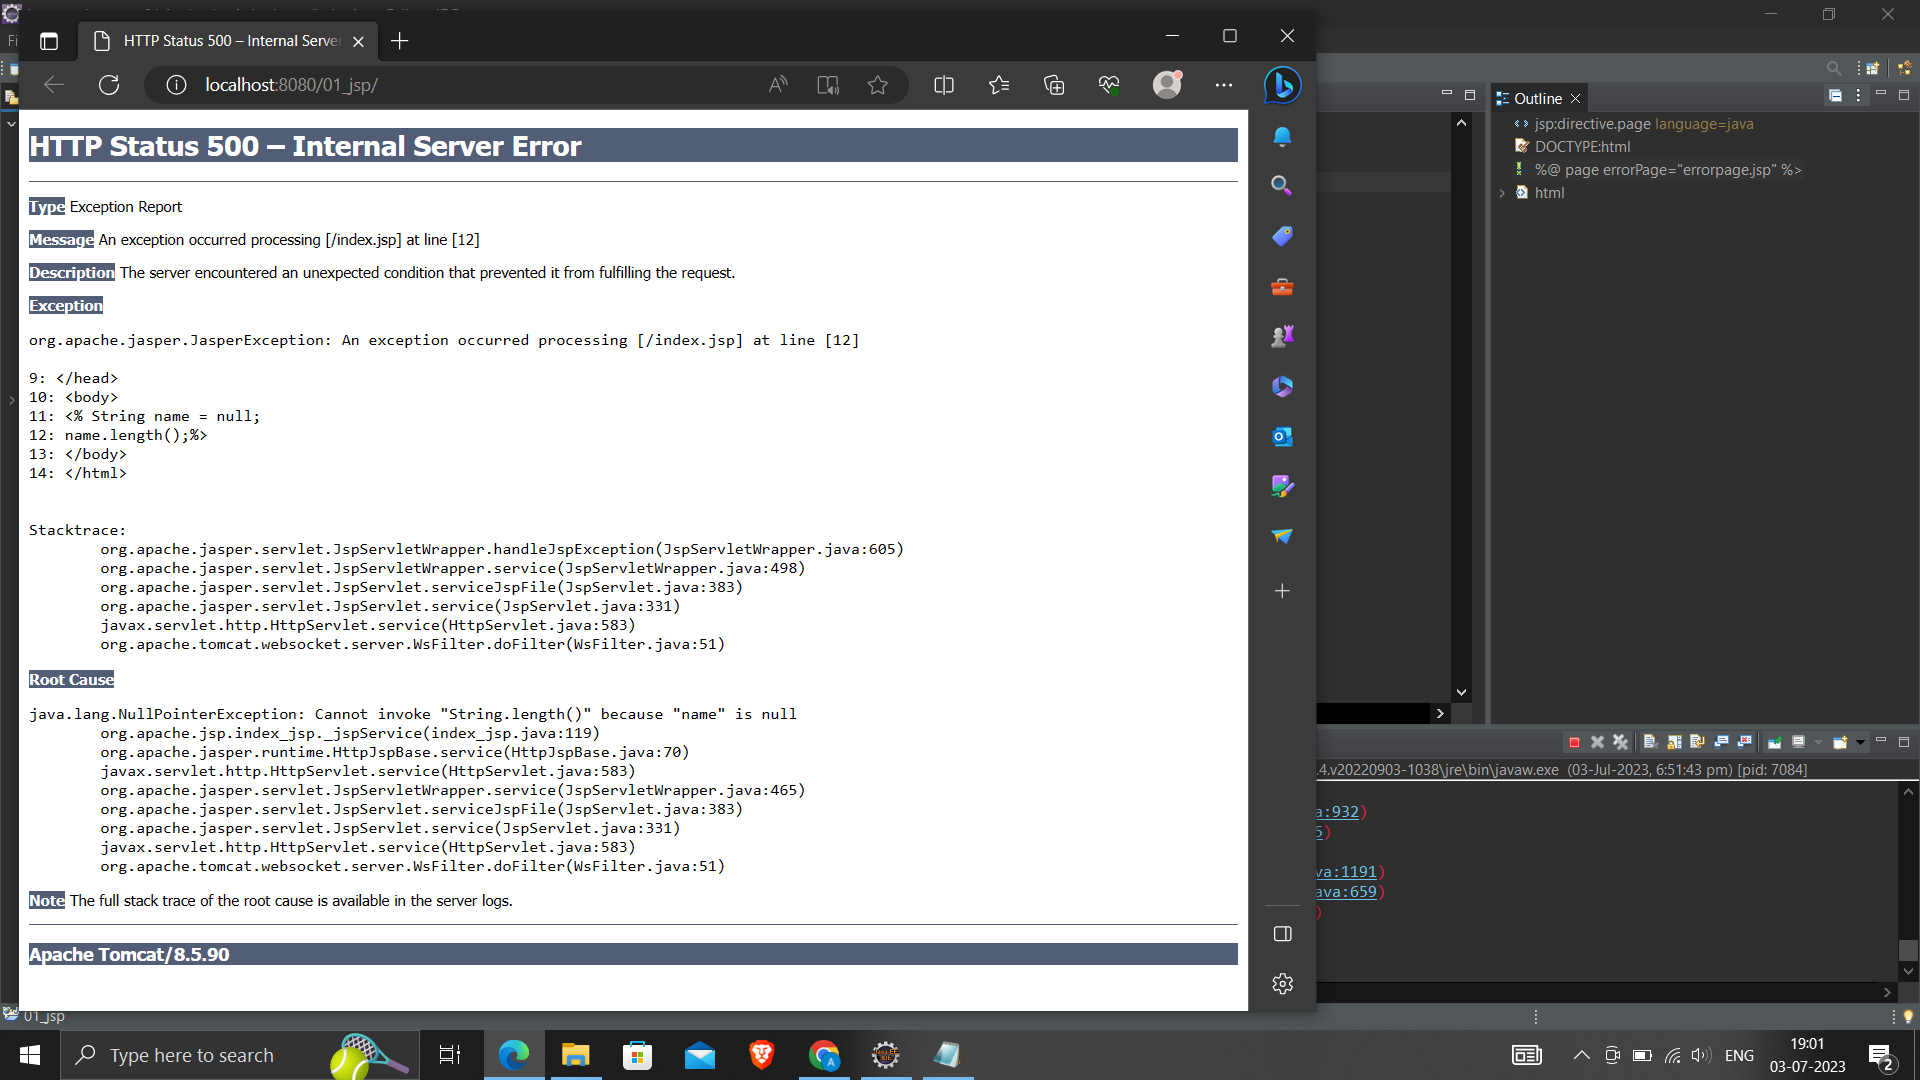 HTTP Status 500 – Internal Serve
localhost:8080/01_jsp/
HTTP Status 500 – Internal Server Error
Type Exception Report
Message An exception occurred processing [/index.jsp] at line [12]
Description The server encountered an unexpected condition that prevented it from fulfilling the request.
Exception
org.apache.jasper.JasperException: An exception occurred processing [/index.jsp] at line [12]
9: </head>
10: <body>
11: <% String name = null;
12: name.length();%>
13: </body>
14: </html>
Stacktrace:
org.apache.jasper.servlet.JspServletWrapper.handleJspException(JspServletWrapper.java:605)
org.apache.jasper.servlet.JspServletWrapper.service(JspServletWrapper.java:498)
org.apache.jasper.servlet.JspServlet.serviceJspFile(JspServlet.java:383)
org.apache.jasper.servlet.JspServlet.service(JspServlet.java:331)
javax.servlet.http.HttpServlet.service(HttpServlet.java:583)
org.apache.tomcat.websocket.server.WsFilter.doFilter(WsFilter.java:51)
Root Cause
java.lang.NullPointerException: Cannot invoke "String.length()" because "name" is null
org.apache.jsp.index_jsp._jspService(index_jsp.java:119)
org.apache.jasper.runtime.HttpJspBase.service(HttpJspBase.java:70)
javax.servlet.http.HttpServlet.service(HttpServlet.java:583)
org.apache.jasper.servlet.JspServletWrapper.service(JspServletWrapper.java:465)
org.apache.jasper.servlet.JspServlet.serviceJspFile(JspServlet.java:383)
org.apache.jasper.servlet.JspServlet.service(JspServlet.java:331)
javax.servlet.http.HttpServlet.service(HttpServlet.java:583)
org.apache.tomcat.websocket.server.WsFilter.doFilter(WsFilter.java:51)
Note The full stack trace of the root cause is available in the server logs.
Apache Tomcat/8.5.90
Outline
jsp:directive.page language=java
DOCTYPE:html
%@ page errorPage="errorpage.jsp" %>
html
.4.v20220903-1038\jre\bin\javaw.exe (03-Jul-2023, 6:51:43 pm) [pid: 7084]
a:932)
5)
va:1191)
ava:659)
)
01_jsp
Type here to search
ENG
19:01
03-07-2023
2